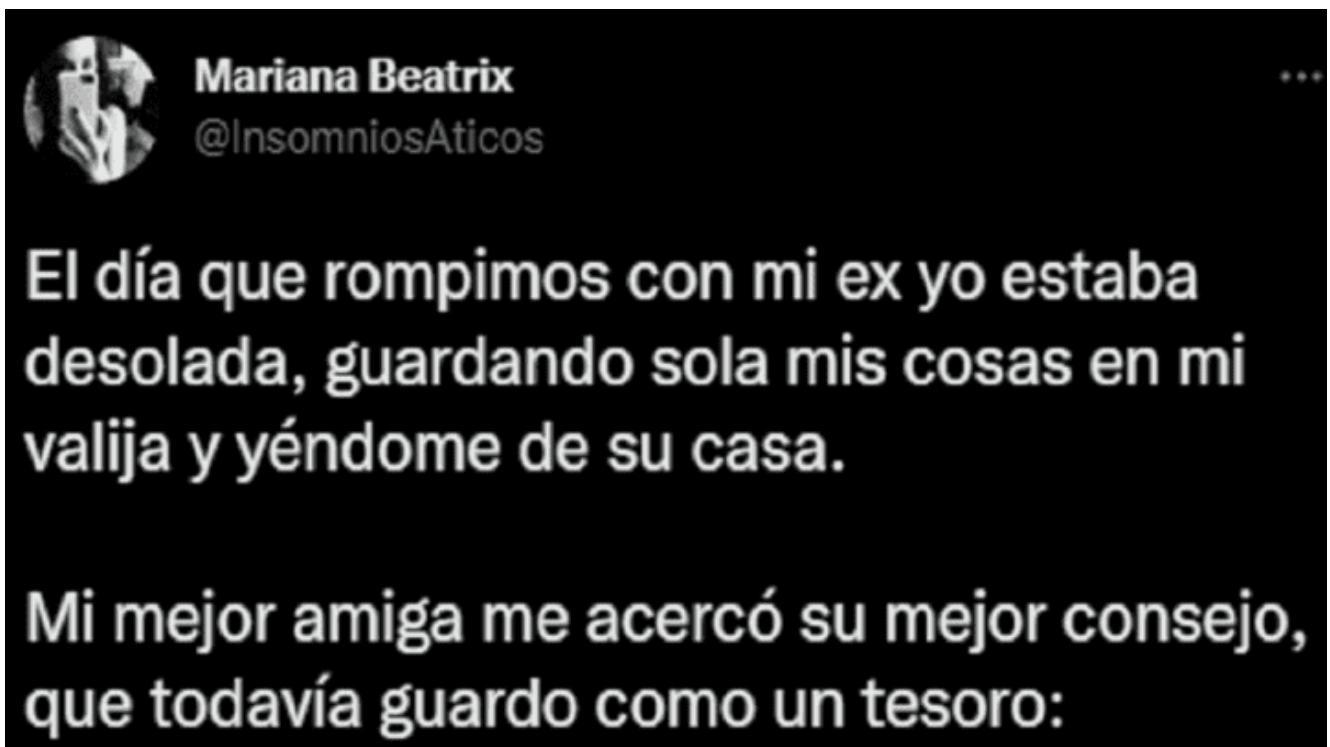 Mariana Beatrix
@InsomniosAticos
El día que rompimos con mi ex yo estaba
desolada, guardando sola mis cosas en mi
valija y yéndome de su casa.
Mi mejor amiga me acercó su mejor consejo,
que todavía guardo como un tesoro: